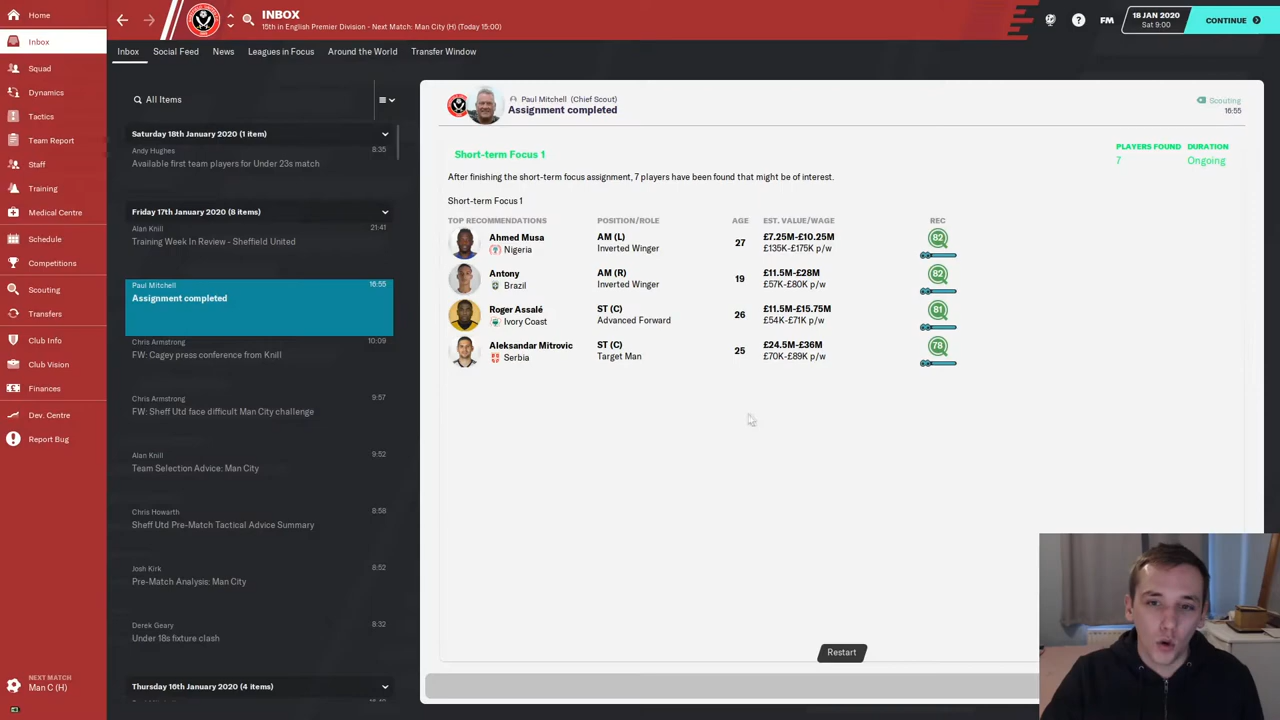 Home
Inbox
Squad
Dynamics
Tactics
Team Report
Staff
Training
Medical Centre
Schedule
Competitions
Scouting
Transfers
Club Info
Club Vision
Finances
Dev. Centre
Report Bug
NEXT MATCH
Man C (H)
INBOX
15th in English Premier Division - Next Match: Man City (H) (Today 15:00)
FM
18 JAN 2020
Sat 9:00
CONTINUE
Inbox Social Feed News Leagues in Focus Around the World Transfer Window
All Items
Saturday 18th January 2020 (1 item)
Andy Hughes 8:35
Available first team players for Under 23s match
Friday 17th January 2020 (8 items)
Alan Knill 21:41
Training Week In Review - Sheffield United
Paul Mitchell 16:55
Assignment completed
Chris Armstrong 10:09
FW: Cagey press conference from Knill
Chris Armstrong 9:57
FW: Sheff Utd face difficult Man City challenge
Alan Knill 9:52
Team Selection Advice: Man City
Chris Howarth 8:58
Sheff Utd Pre-Match Tactical Advice Summary
Josh Kirk 8:52
Pre-Match Analysis: Man City
Derek Geary 8:32
Under 18s fixture clash
Thursday 16th January 2020 (4 items)
Paul Mitchell (Chief Scout)
Assignment completed
Scouting
16:55
Short-term Focus 1
PLAYERS FOUND DURATION
7 Ongoing
After finishing the short-term focus assignment, 7 players have been found that might be of interest.
Short-term Focus 1
TOP RECOMMENDATIONS POSITION/ROLE AGE EST. VALUE/WAGE REC
Ahmed Musa AM (L) 27 £7.25M-£10.25M 82
Nigeria Inverted Winger £135K-£175K p/w
Antony AM (R) 19 £11.5M-£28M 82
Brazil Inverted Winger £57K-£80K p/w
Roger Assalé ST (C) 26 £11.5M-£15.75M 81
Ivory Coast Advanced Forward £54K-£71K p/w
Aleksandar Mitrovic ST (C) 25 £24.5M-£36M 78
Serbia Target Man £70K-£89K p/w
Restart